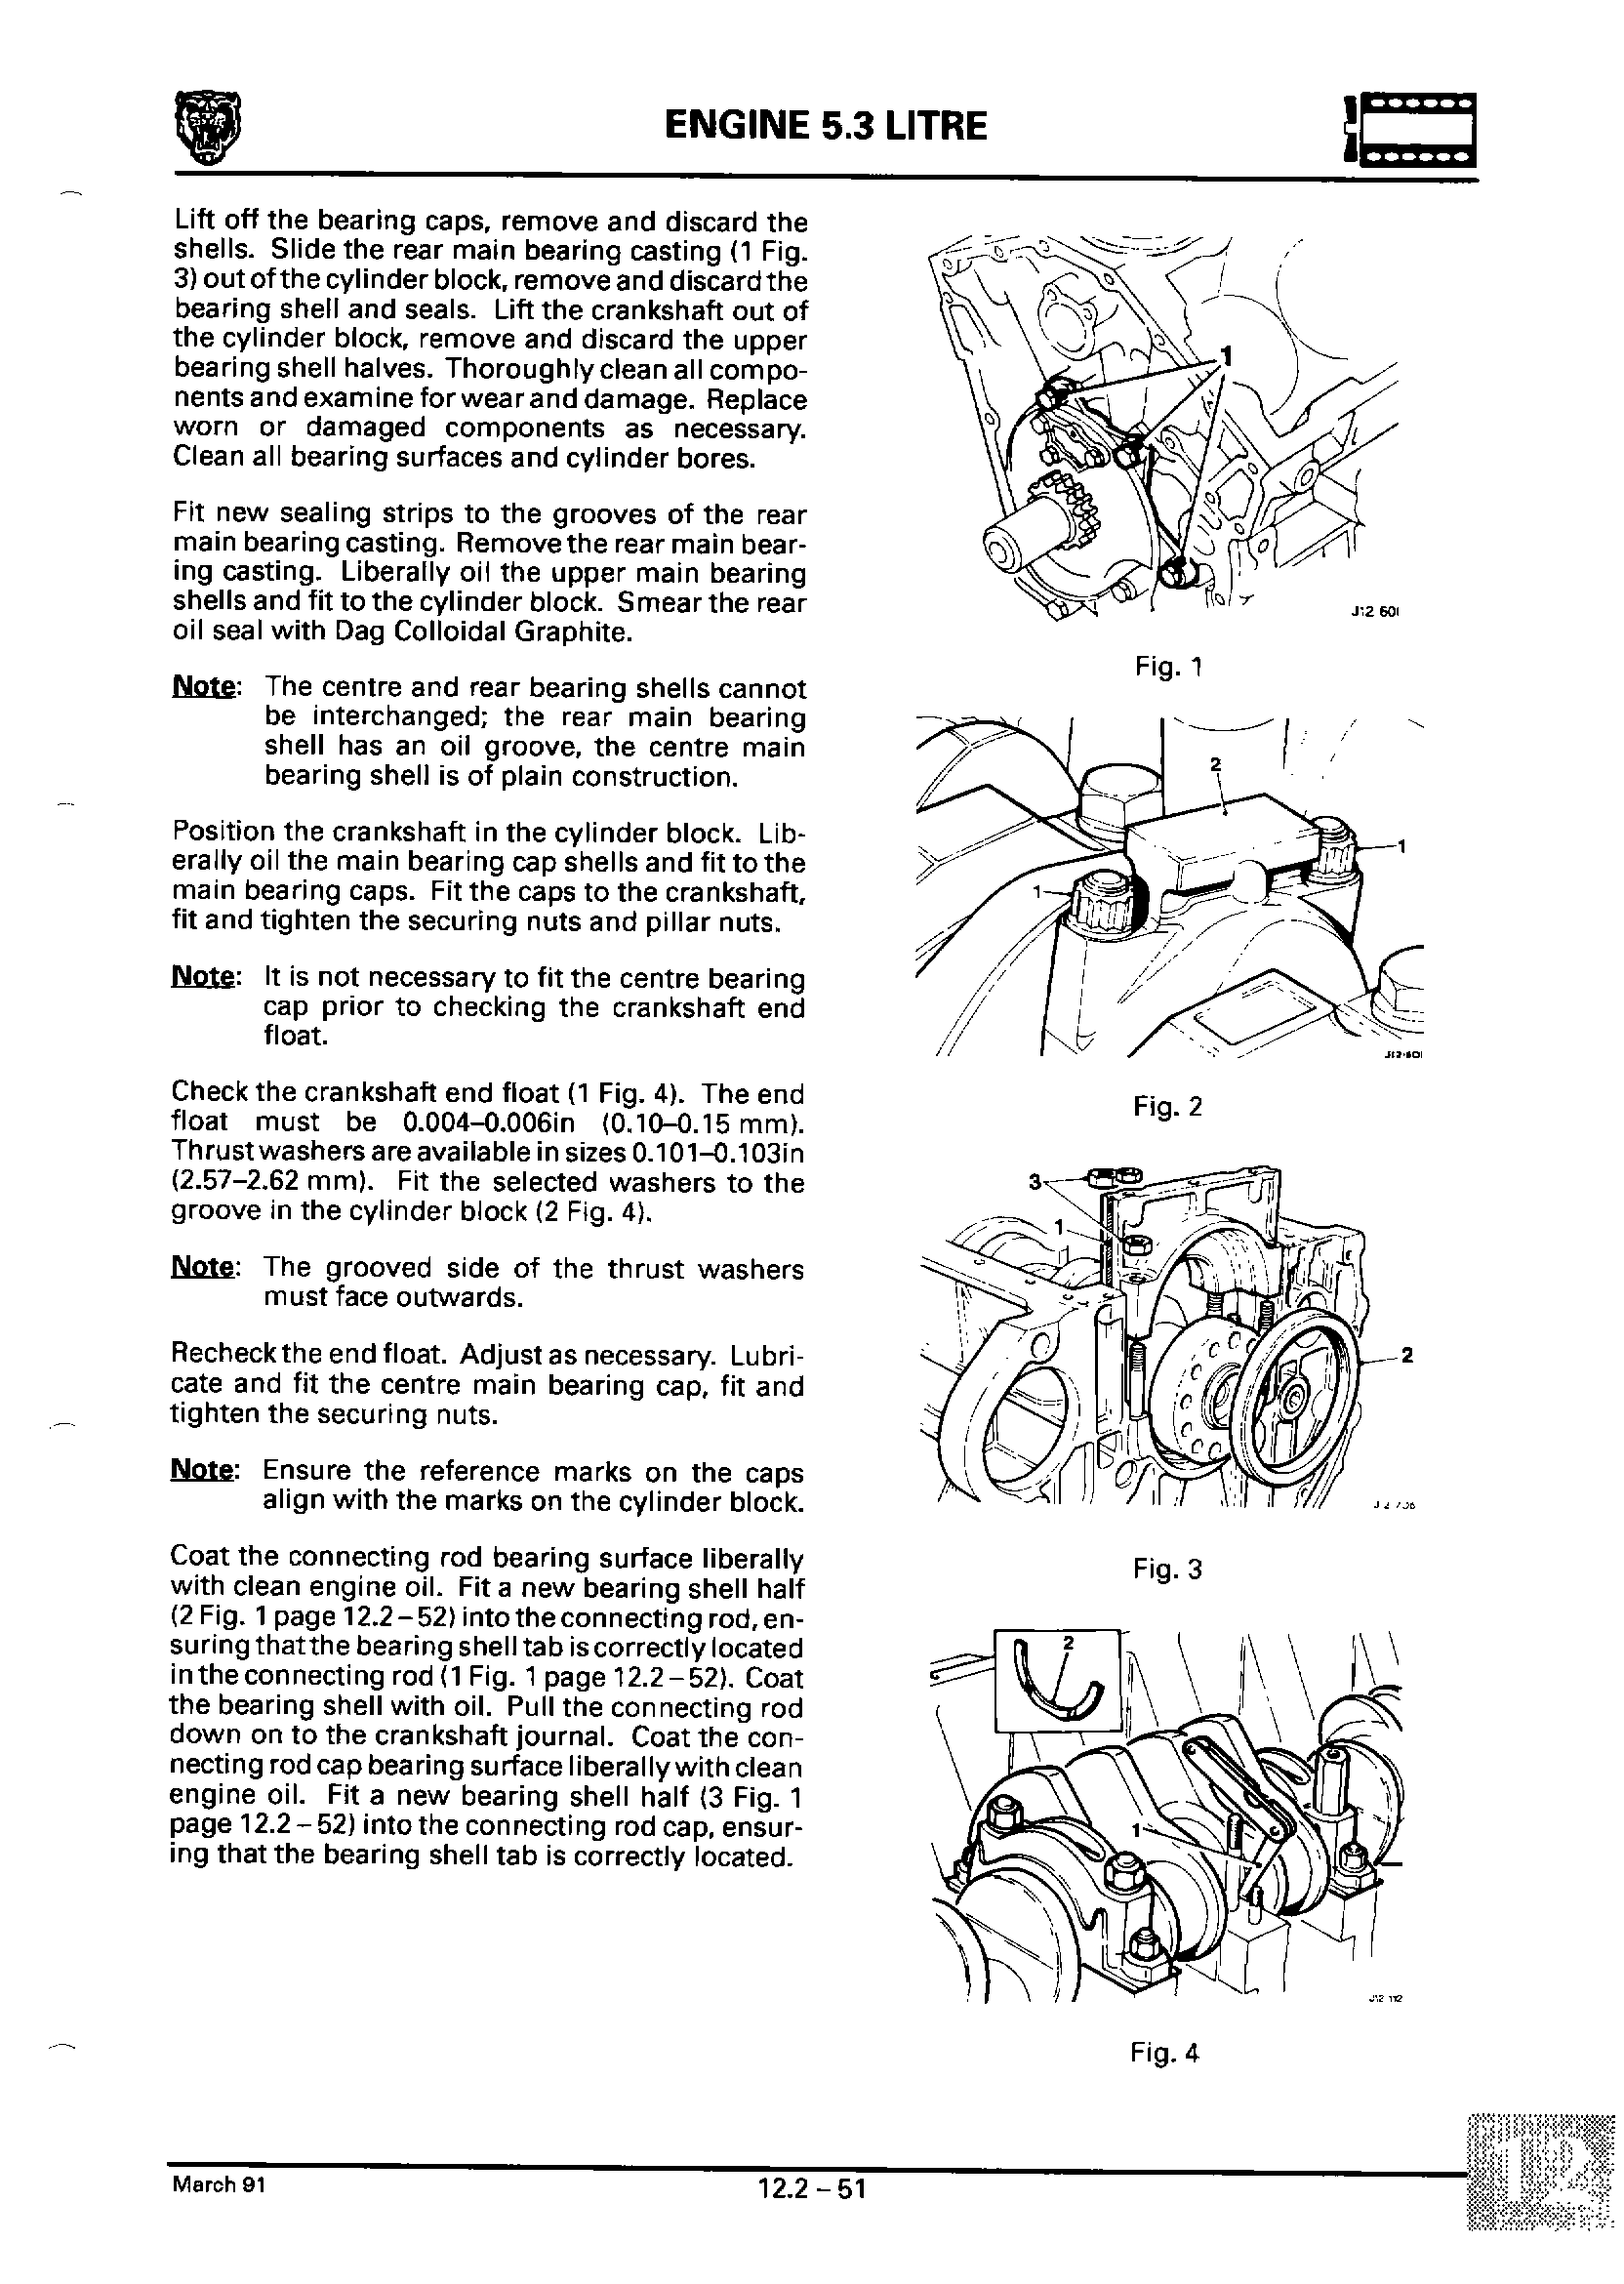 ENGINE 5.3 LITRE
Lift off the bearing caps, remove and discard the
shells. Slide the rear main bearing casting (1 Fig.
3) out of the cylinder block, remove and discard the
bearing shell and seals. Lift the crankshaft out of
the cylinder block, remove and discard the upper
bearing shell halves. Thoroughly clean all compo-
nents and examine for wear and damage. Replace
worn or damaged components as necessary.
Clean all bearing surfaces and cylinder bores.
Fit new sealing strips to the grooves of the rear
main bearing casting. Remove the rear main bear-
ing casting. Liberally oil the upper main bearing
shells and fit to the cylinder block. Smear the rear
oil seal with Dag Colloidal Graphite.
Note: The centre and rear bearing shells cannot
be interchanged; the rear main bearing
shell has an oil groove, the centre main
bearing shell is of plain construction.
Position the crankshaft in the cylinder block. Lib-
erally oil the main bearing cap shells and fit to the
main bearing caps. Fit the caps to the crankshaft,
fit and tighten the securing nuts and pillar nuts.
Note: It is not necessary to fit the centre bearing
cap prior to checking the crankshaft end
float.
Check the crankshaft end float (1 Fig. 4). The end
float must be 0.004–0.006in (0.10–0.15 mm).
Thrust washers are available in sizes 0.101–0.103in
(2.57–2.62 mm). Fit the selected washers to the
groove in the cylinder block (2 Fig. 4).
Note: The grooved side of the thrust washers
must face outwards.
Recheck the end float. Adjust as necessary. Lubri-
cate and fit the centre main bearing cap, fit and
tighten the securing nuts.
Note: Ensure the reference marks on the caps
align with the marks on the cylinder block.
Coat the connecting rod bearing surface liberally
with clean engine oil. Fit a new bearing shell half
(2 Fig. 1 page 12.2 – 52) into the connecting rod, en-
suring that the bearing shell tab is correctly located
in the connecting rod (1 Fig. 1 page 12.2 – 52). Coat
the bearing shell with oil. Pull the connecting rod
down on to the crankshaft journal. Coat the con-
necting rod cap bearing surface liberally with clean
engine oil. Fit a new bearing shell half (3 Fig. 1
page 12.2 – 52) into the connecting rod cap, ensur-
ing that the bearing shell tab is correctly located.
1
J12 601
Fig. 1
2
1
1
Fig. 2
3
1
2
Fig. 3
2
1
J12 112
Fig. 4
March 91
12.2 – 51
12